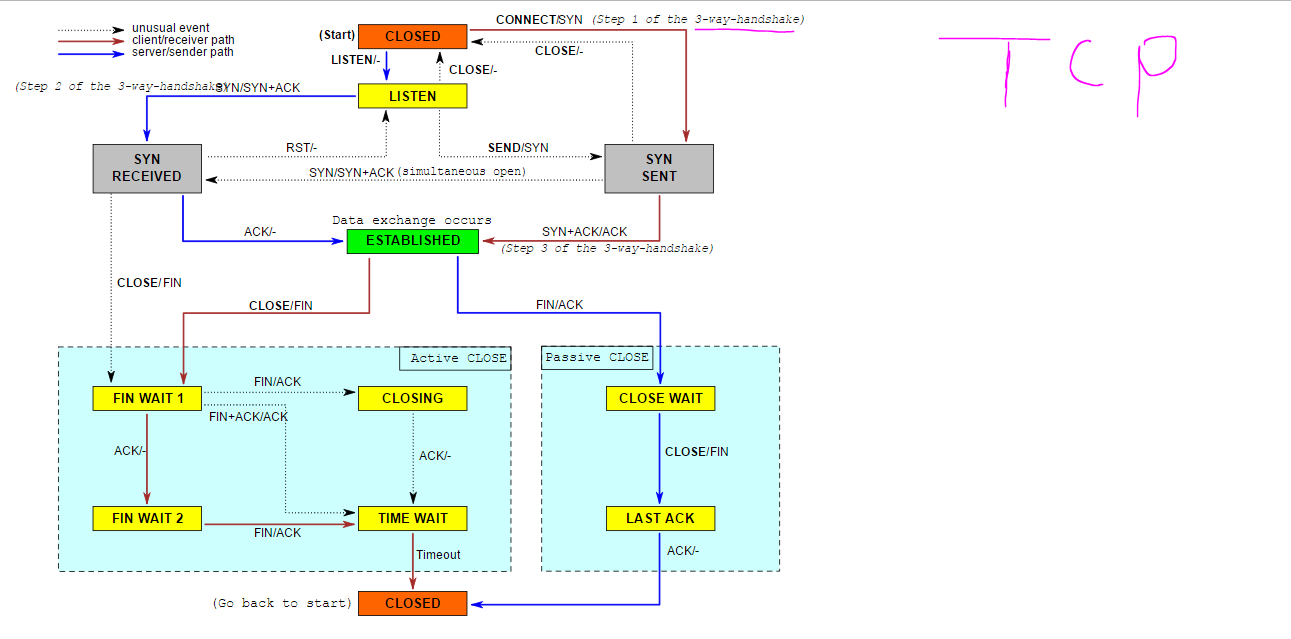 unusual event
client/receiver path
server/sender path
CONNECT/SYN (Step 1 of the 3-way-handshake)
TCP
(Start) CLOSED
CLOSE/-
LISTEN/-
CLOSE/-
(Step 2 of the 3-way-handshake) SYN/SYN+ACK
LISTEN
RST/-
SEND/SYN
SYN
RECEIVED
SYN
SENT
SYN/SYN+ACK (simultaneous open)
Data exchange occurs
ACK/-
ESTABLISHED
SYN+ACK/ACK
(Step 3 of the 3-way-handshake)
CLOSE/FIN
CLOSE/FIN
FIN/ACK
Active CLOSE
Passive CLOSE
FIN WAIT 1
FIN/ACK
CLOSING
CLOSE WAIT
FIN+ACK/ACK
ACK/-
ACK/-
CLOSE/FIN
FIN WAIT 2
FIN/ACK
TIME WAIT
LAST ACK
Timeout
ACK/-
(Go back to start) CLOSED